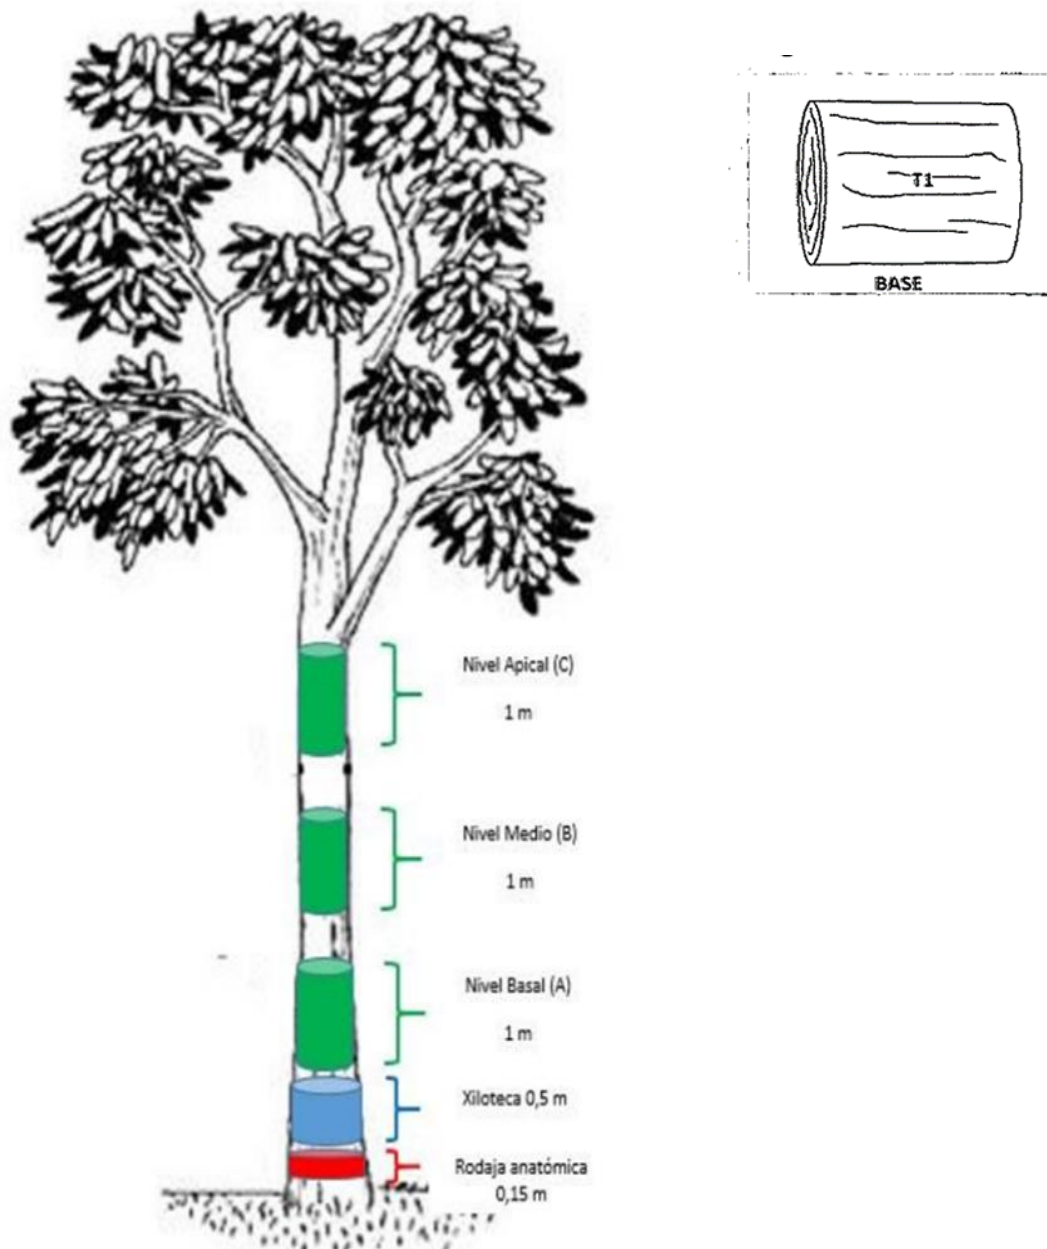 T1
BASE
Nivel Apical (C)
1 m
Nivel Medio (B)
1 m
Nivel Basal (A)
1 m
Xiloteca 0,5 m
Rodaja anatómica
0,15 m